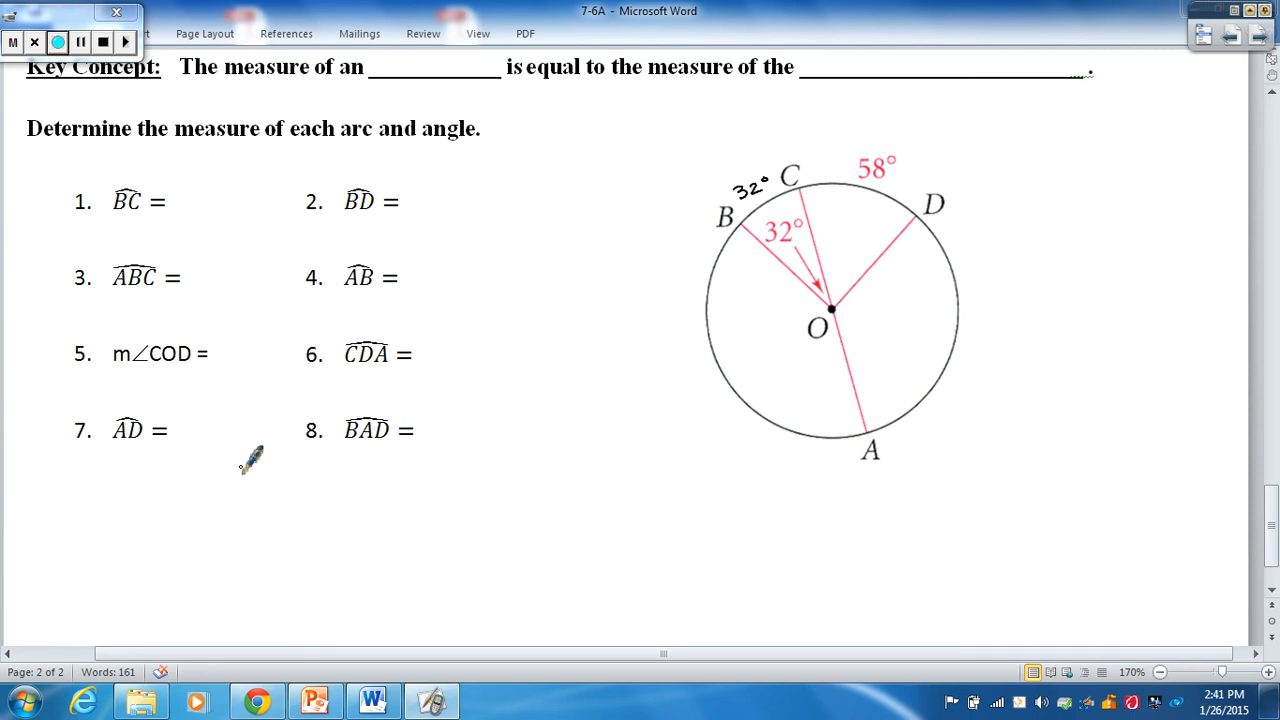 7-6A - Microsoft Word
Page Layout References Mailings Review View PDF
M
Key Concept: The measure of an ___________ is equal to the measure of the ________________________.
Determine the measure of each arc and angle.
1. BC =
2. BD =
3. ABC =
4. AB =
5. m∠COD =
6. CDA =
7. AD =
8. BAD =
32° C 58°
B 32° D
O
A
Page: 2 of 2 Words: 161 170%
2:41 PM
1/26/2015